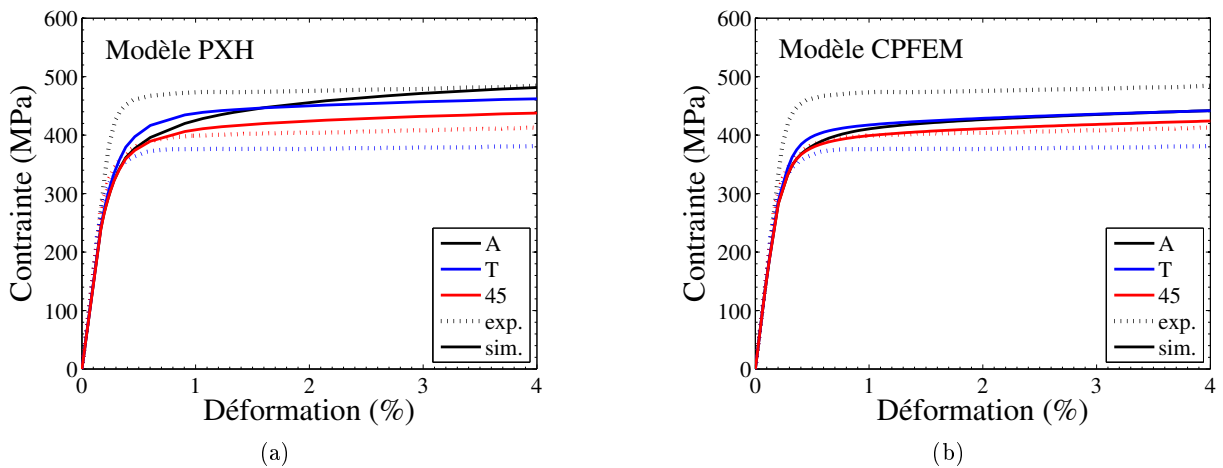 600
500
400
300
200
100
0
Contrainte (MPa)
Modèle PXH
A
T
45
exp.
sim.
0 1 2 3 4
Déformation (%)
(a)
600
500
400
300
200
100
0
Contrainte (MPa)
Modèle CPFEM
A
T
45
exp.
sim.
0 1 2 3 4
Déformation (%)
(b)